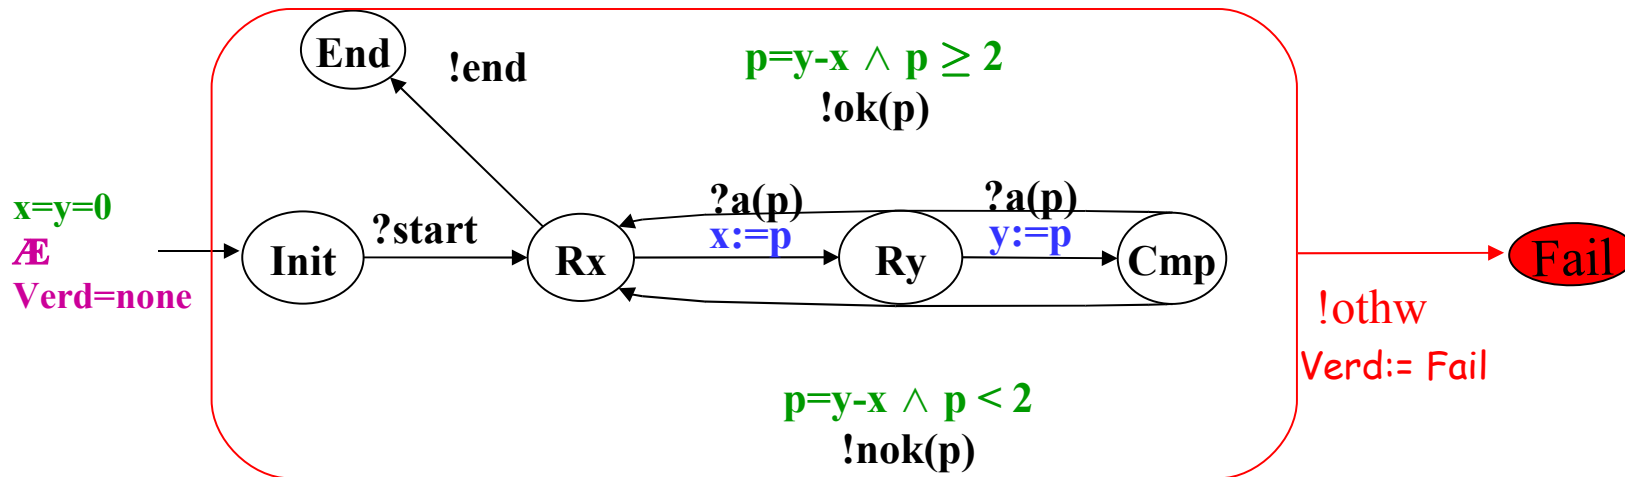 End
!end
p=y-x ∧ p ≥ 2
!ok(p)
x=y=0
Æ
Verd=none
Init
?start
Rx
?a(p)
x:=p
Ry
?a(p)
y:=p
Cmp
Fail
!othw
Verd:= Fail
p=y-x ∧ p < 2
!nok(p)